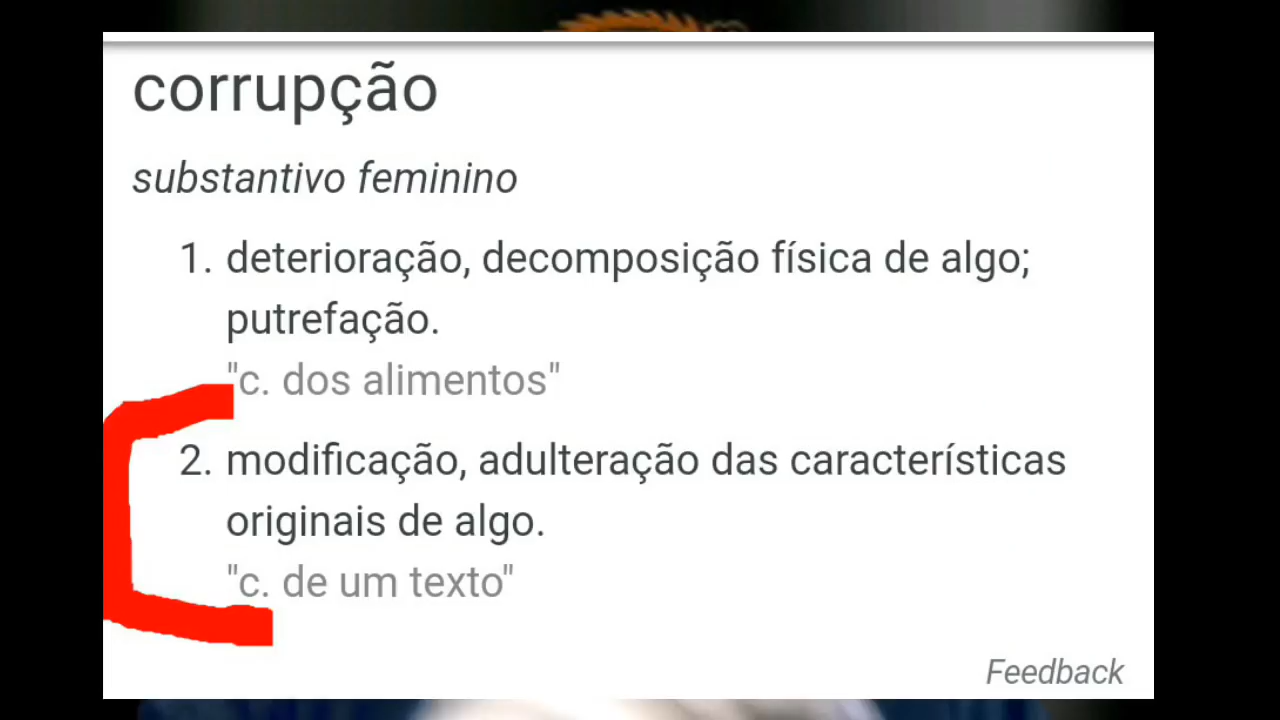 corrupção
substantivo feminino
1. deterioração, decomposição física de algo;
putrefação.
"c. dos alimentos"
2. modificação, adulteração das características
originais de algo.
"c. de um texto"
Feedback